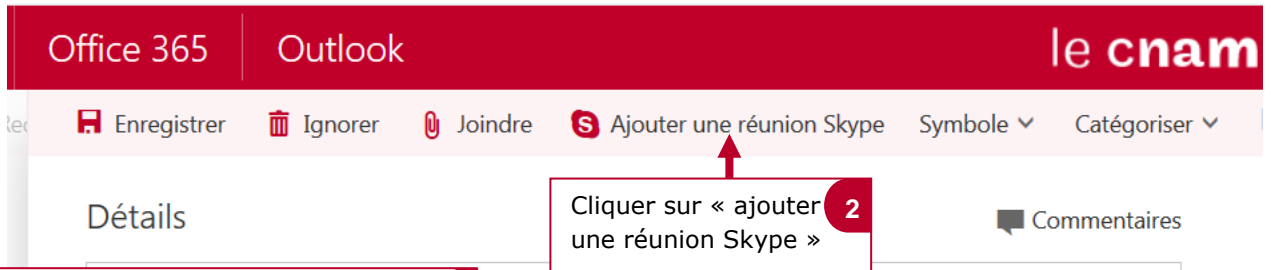 Office 365 Outlook le cnam
Enregistrer Ignorer Joindre Ajouter une réunion Skype Symbole Catégoriser
Détails
Cliquer sur « ajouter 2
une réunion Skype »
Commentaires